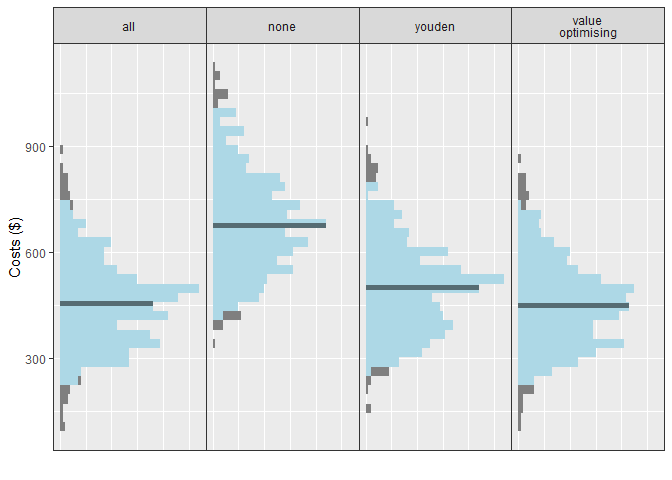 all
none
youden
value
optimising
Costs ($)
900
600
300